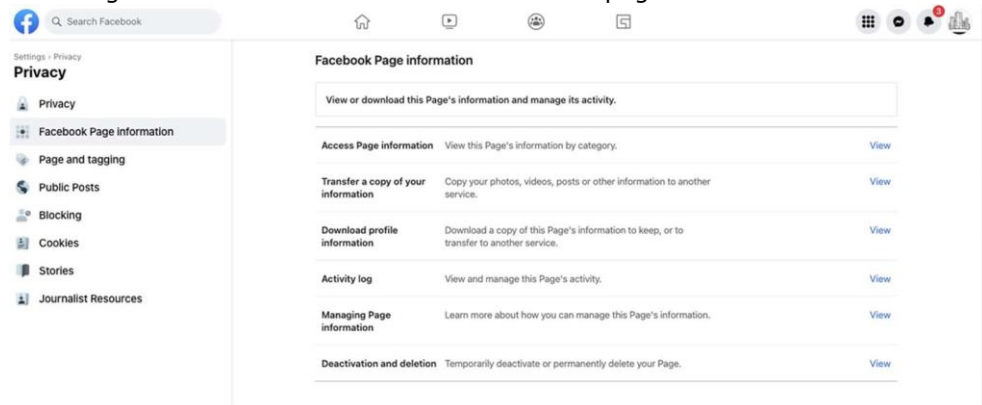 Search Facebook
3
Settings › Privacy
Privacy
Privacy
Facebook Page information
Page and tagging
Public Posts
Blocking
Cookies
Stories
Journalist Resources
Facebook Page information
View or download this Page's information and manage its activity.
Access Page information View this Page's information by category. View
Transfer a copy of your
information
Copy your photos, videos, posts or other information to another
service.
View
Download profile
information
Download a copy of this Page's information to keep, or to
transfer to another service.
View
Activity log View and manage this Page's activity. View
Managing Page
information
Learn more about how you can manage this Page's information.
View
Deactivation and deletion Temporarily deactivate or permanently delete your Page. View